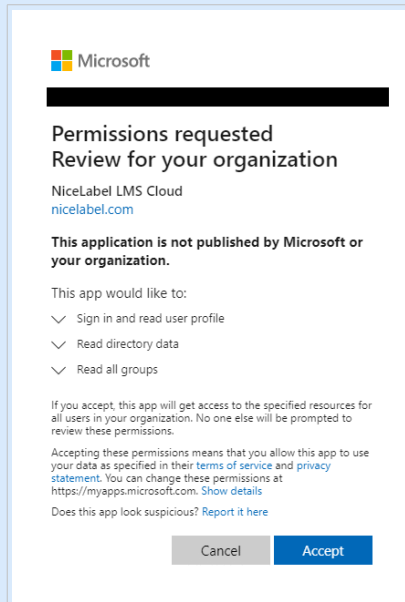 Microsoft
Permissions requested
Review for your organization
NiceLabel LMS Cloud
nicelabel.com
This application is not published by Microsoft or
your organization.
This app would like to:
Sign in and read user profile
Read directory data
Read all groups
If you accept, this app will get access to the specified resources for
all users in your organization. No one else will be prompted to
review these permissions.
Accepting these permissions means that you allow this app to use
your data as specified in their terms of service and privacy
statement. You can change these permissions at
https://myapps.microsoft.com. Show details
Does this app look suspicious? Report it here
Cancel Accept